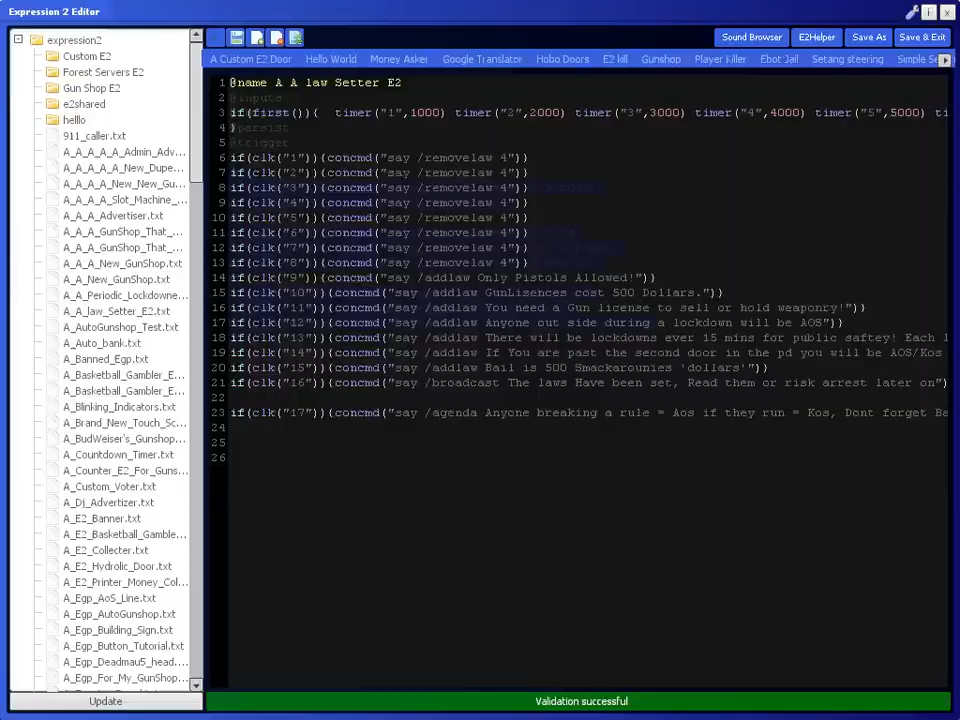 Expression 2 Editor
Sound Browser E2Helper Save As Save & Exit
A Custom E2 Door Hello World Money Asker Google Translator Hobo Doors E2 kill Gunshop Player Killer Ebot Jail Setang steering Simple Se
expression2
Custom E2
Forest Servers E2
Gun Shop E2
e2shared
helllo
911_caller.txt
A_A_A_A_A_Admin_Adv...
A_A_A_A_A_New_Dupe...
A_A_A_A_New_New_Gu...
A_A_A_A_Slot_Machine_...
A_A_A_Advertiser.txt
A_A_A_GunShop_That_...
A_A_A_GunShop_That_...
A_A_A_New_GunShop.txt
A_A_New_GunShop.txt
A_A_Periodic_Lockdowne...
A_A_law_Setter_E2.txt
A_AutoGunshop_Test.txt
A_Auto_bank.txt
A_Banned_Egp.txt
A_Basketball_Gambler_E...
A_Basketball_Gambler_E...
A_Blinking_Indicators.txt
A_Brand_New_Touch_Sc...
A_BudWeiser's_Gunshop...
A_Countdown_Timer.txt
A_Counter_E2_For_Guns...
A_Custom_Voter.txt
A_Dj_Advertizer.txt
A_E2_Banner.txt
A_E2_Basketball_Gamble...
A_E2_Collecter.txt
A_E2_Hydrolic_Door.txt
A_E2_Printer_Money_Col...
A_Egp_AoS_Line.txt
A_Egp_AutoGunshop.txt
A_Egp_Building_Sign.txt
A_Egp_Button_Tutorial.txt
A_Egp_Deadmau5_head....
A_Egp_For_My_GunShop...
Update
1 @name A A law Setter E2
2 @inputs
3 if(first()){ timer("1",1000) timer("2",2000) timer("3",3000) timer("4",4000) timer("5",5000) ti
4 } @persist
5 @trigger
6 if(clk("1")){concmd("say /removelaw 4")}
7 if(clk("2")){concmd("say /removelaw 4")}
8 if(clk("3")){concmd("say /removelaw 4")}
9 if(clk("4")){concmd("say /removelaw 4")}
10 if(clk("5")){concmd("say /removelaw 4")}
11 if(clk("6")){concmd("say /removelaw 4")}
12 if(clk("7")){concmd("say /removelaw 4")}
13 if(clk("8")){concmd("say /removelaw 4")}
14 if(clk("9")){concmd("say /addlaw Only Pistols Allowed!")}
15 if(clk("10")){concmd("say /addlaw GunLisences cost 500 Dollars.")}
16 if(clk("11")){concmd("say /addlaw You need a Gun license to sell or hold weaponty!")}
17 if(clk("12")){concmd("say /addlaw Anyone out side during a lockdown will be AOS")}
18 if(clk("13")){concmd("say /addlaw There will be lockdowns ever 15 mins for public saftey! Each l
19 if(clk("14")){concmd("say /addlaw If You are past the second door in the pd you will be AOS/Kos
20 if(clk("15")){concmd("say /addlaw Bail is 500 Smackarounies 'dollars'")}
21 if(clk("16")){concmd("say /broadcast The laws Have been set, Read them or risk arrest later on")
22
23 if(clk("17")){concmd("say /agenda Anyone breaking a rule = Aos if they run = Kos, Dont forget Ba
24
25
26
Validation successful